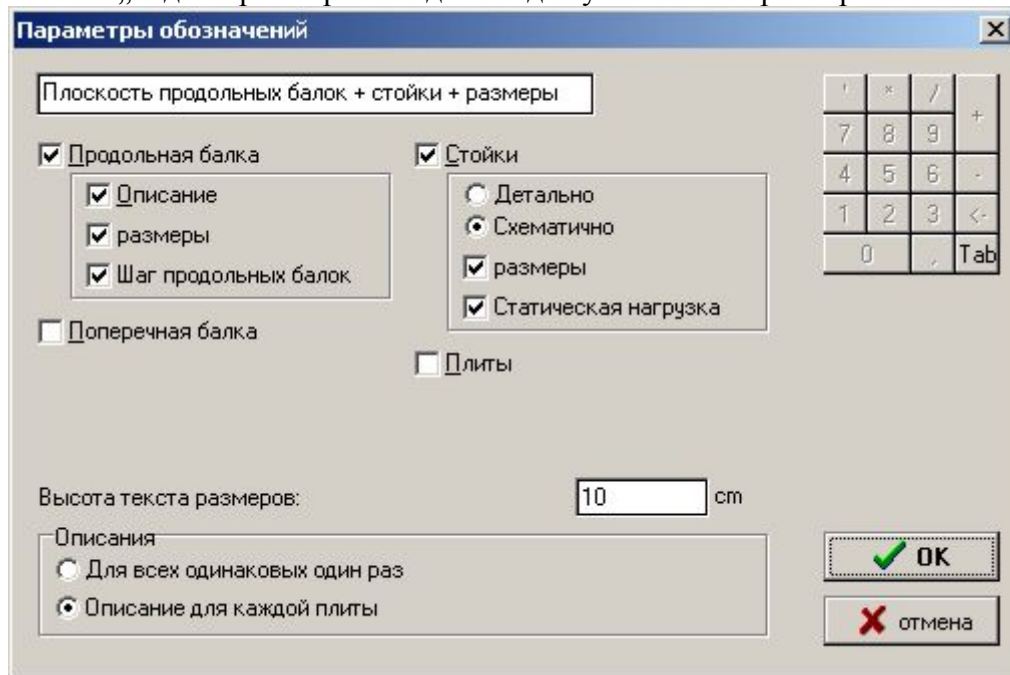 Параметры обозначений
Плоскость продольных балок + стойки + размеры
Продольная балка
Описание
размеры
Шаг продольных балок
Поперечная балка
Стойки
Детально
Схематично
размеры
Статическая нагрузка
Плиты
' * / +
7 8 9
4 5 6 -
1 2 3 <-
0 , Tab
Высота текста размеров: 10 cm
Описания
Для всех одинаковых один раз
Описание для каждой плиты
OK
отмена